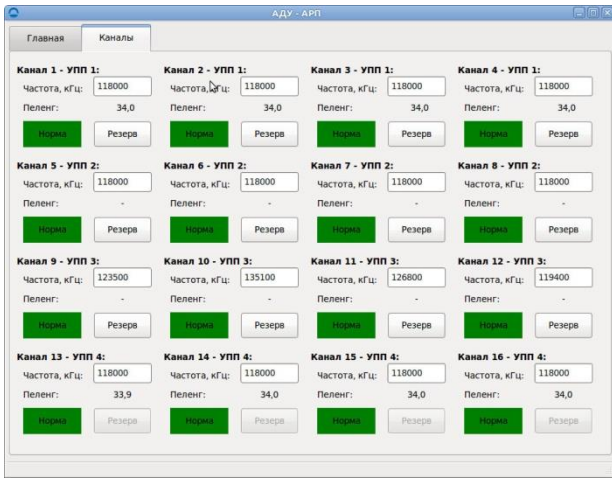 АДУ - АРП
Главная Каналы
Канал 1 - УПП 1: Канал 2 - УПП 1: Канал 3 - УПП 1: Канал 4 - УПП 1:
Частота, кГц: 118000 Частота, кГц: 118000 Частота, кГц: 118000 Частота, кГц: 118000
Пеленг: 34,0 Пеленг: 34,0 Пеленг: 34,0 Пеленг: 34,0
Норма Резерв Норма Резерв Норма Резерв Норма Резерв
Канал 5 - УПП 2: Канал 6 - УПП 2: Канал 7 - УПП 2: Канал 8 - УПП 2:
Частота, кГц: 118000 Частота, кГц: 118000 Частота, кГц: 118000 Частота, кГц: 118000
Пеленг: - Пеленг: - Пеленг: - Пеленг: -
Норма Резерв Норма Резерв Норма Резерв Норма Резерв
Канал 9 - УПП 3: Канал 10 - УПП 3: Канал 11 - УПП 3: Канал 12 - УПП 3:
Частота, кГц: 123500 Частота, кГц: 135100 Частота, кГц: 126800 Частота, кГц: 119400
Пеленг: - Пеленг: - Пеленг: - Пеленг: -
Норма Резерв Норма Резерв Норма Резерв Норма Резерв
Канал 13 - УПП 4: Канал 14 - УПП 4: Канал 15 - УПП 4: Канал 16 - УПП 4:
Частота, кГц: 118000 Частота, кГц: 118000 Частота, кГц: 118000 Частота, кГц: 118000
Пеленг: 33,9 Пеленг: 34,0 Пеленг: 34,0 Пеленг: 34,0
Норма Резерв Норма Резерв Норма Резерв Норма Резерв